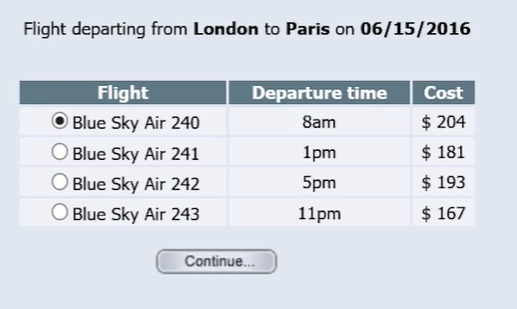 Flight departing from London to Paris on 06/15/2016
Flight Departure time Cost
Blue Sky Air 240 8am $ 204
Blue Sky Air 241 1pm $ 181
Blue Sky Air 242 5pm $ 193
Blue Sky Air 243 11pm $ 167
Continue...